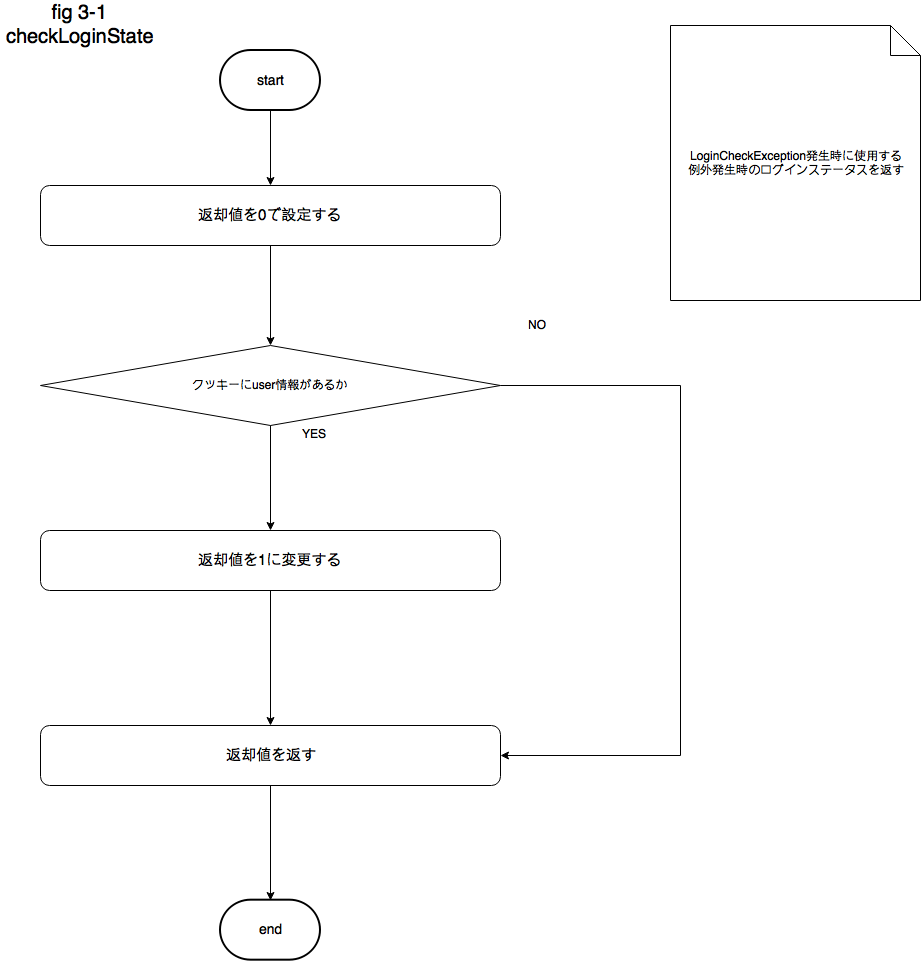 fig 3-1
checkLoginState
start
LoginCheckException発生時に使用する
例外発生時のログインステータスを返す
返却値を0で設定する
NO
クッキーにuser情報があるか
YES
返却値を1に変更する
返却値を返す
end